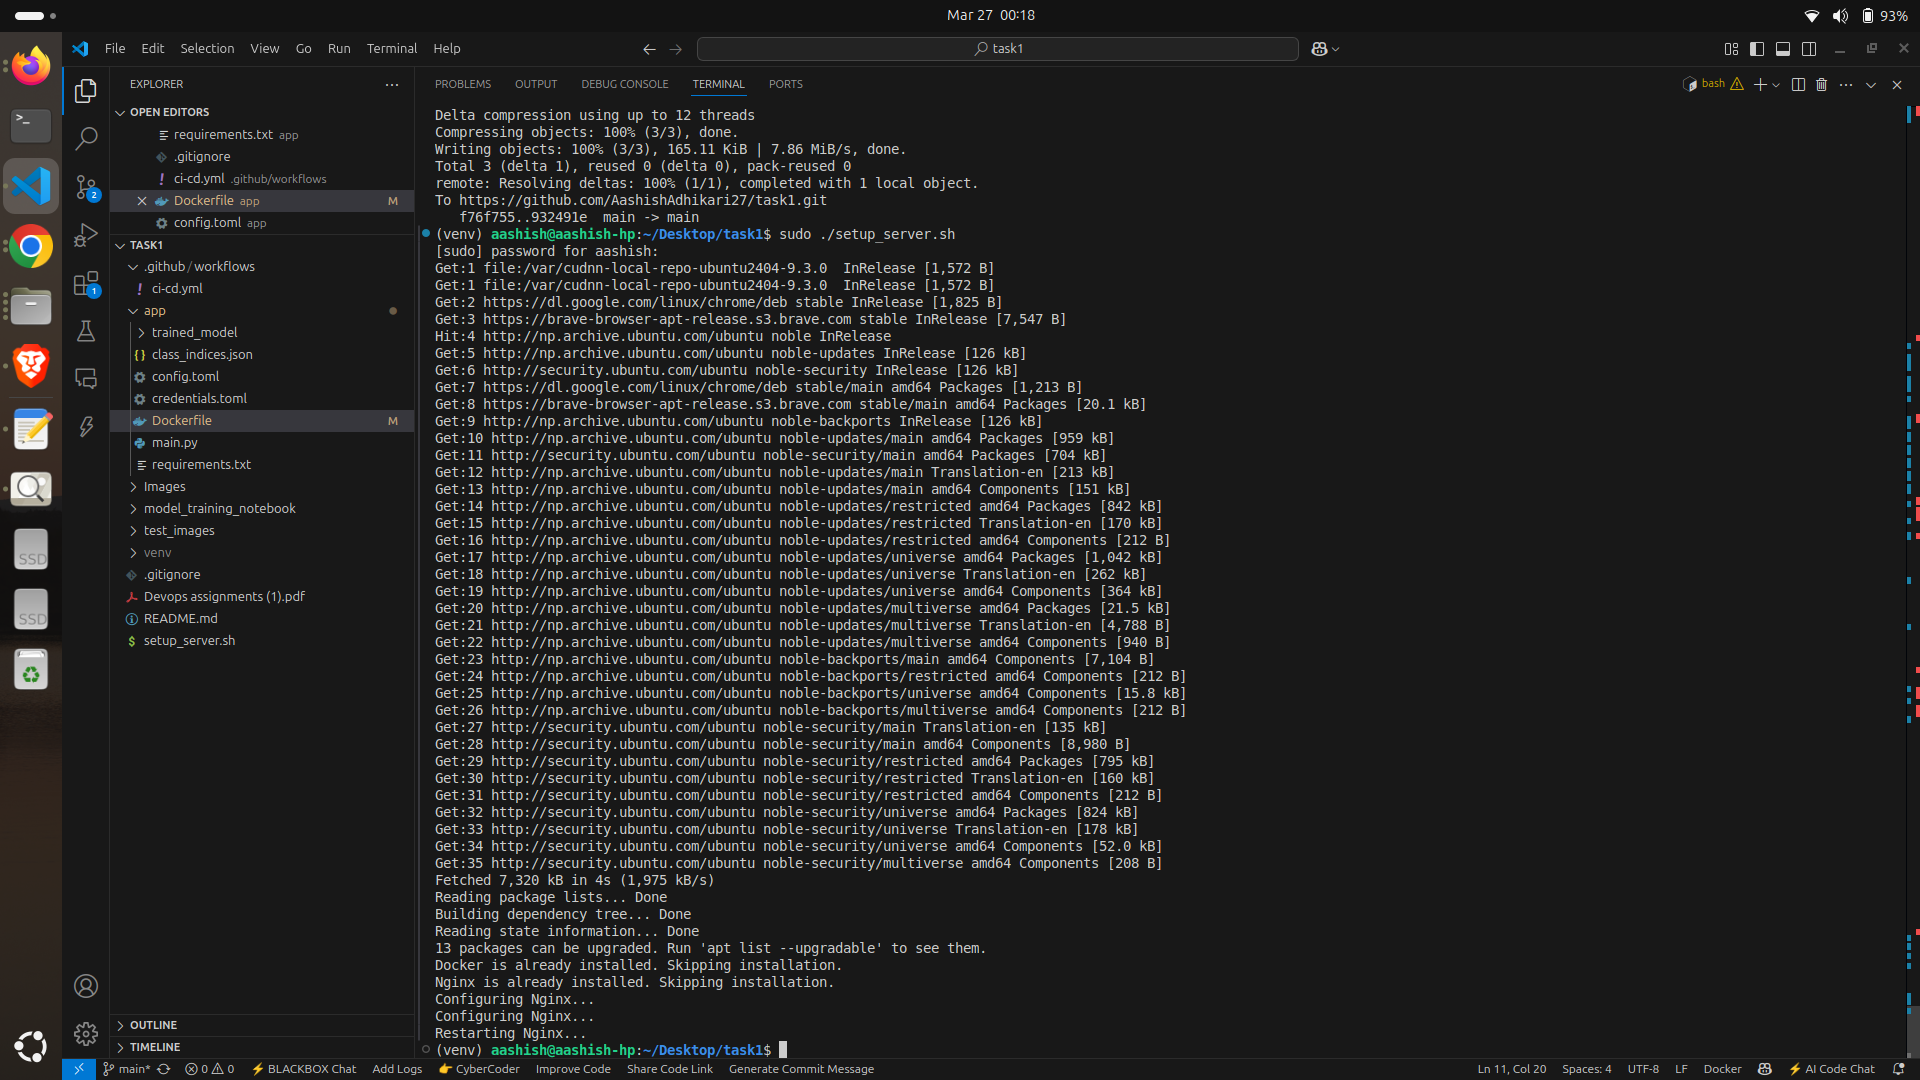 Mar 27 00:18
93%
File Edit Selection View Go Run Terminal Help
task1
EXPLORER
OPEN EDITORS
requirements.txt app
.gitignore
ci-cd.yml .github/workflows
Dockerfile app M
config.toml app
TASK1
.github/workflows
ci-cd.yml
app
trained_model
class_indices.json
config.toml
credentials.toml
Dockerfile M
main.py
requirements.txt
Images
model_training_notebook
test_images
venv
.gitignore
Devops assignments (1).pdf
README.md
setup_server.sh
OUTLINE
TIMELINE
2
1
>_
SSD
SSD
PROBLEMS OUTPUT DEBUG CONSOLE TERMINAL PORTS
bash
Delta compression using up to 12 threads
Compressing objects: 100% (3/3), done.
Writing objects: 100% (3/3), 165.11 KiB | 7.86 MiB/s, done.
Total 3 (delta 1), reused 0 (delta 0), pack-reused 0
remote: Resolving deltas: 100% (1/1), completed with 1 local object.
To https://github.com/AashishAdhikari27/task1.git
f76f755..932491e main -> main
(venv) aashish@aashish-hp:~/Desktop/task1$ sudo ./setup_server.sh
[sudo] password for aashish:
Get:1 file:/var/cudnn-local-repo-ubuntu2404-9.3.0 InRelease [1,572 B]
Get:1 file:/var/cudnn-local-repo-ubuntu2404-9.3.0 InRelease [1,572 B]
Get:2 https://dl.google.com/linux/chrome/deb stable InRelease [1,825 B]
Get:3 https://brave-browser-apt-release.s3.brave.com stable InRelease [7,547 B]
Hit:4 http://np.archive.ubuntu.com/ubuntu noble InRelease
Get:5 http://np.archive.ubuntu.com/ubuntu noble-updates InRelease [126 kB]
Get:6 http://security.ubuntu.com/ubuntu noble-security InRelease [126 kB]
Get:7 https://dl.google.com/linux/chrome/deb stable/main amd64 Packages [1,213 B]
Get:8 https://brave-browser-apt-release.s3.brave.com stable/main amd64 Packages [20.1 kB]
Get:9 http://np.archive.ubuntu.com/ubuntu noble-backports InRelease [126 kB]
Get:10 http://np.archive.ubuntu.com/ubuntu noble-updates/main amd64 Packages [959 kB]
Get:11 http://security.ubuntu.com/ubuntu noble-security/main amd64 Packages [704 kB]
Get:12 http://np.archive.ubuntu.com/ubuntu noble-updates/main Translation-en [213 kB]
Get:13 http://np.archive.ubuntu.com/ubuntu noble-updates/main amd64 Components [151 kB]
Get:14 http://np.archive.ubuntu.com/ubuntu noble-updates/restricted amd64 Packages [842 kB]
Get:15 http://np.archive.ubuntu.com/ubuntu noble-updates/restricted Translation-en [170 kB]
Get:16 http://np.archive.ubuntu.com/ubuntu noble-updates/restricted amd64 Components [212 B]
Get:17 http://np.archive.ubuntu.com/ubuntu noble-updates/universe amd64 Packages [1,042 kB]
Get:18 http://np.archive.ubuntu.com/ubuntu noble-updates/universe Translation-en [262 kB]
Get:19 http://np.archive.ubuntu.com/ubuntu noble-updates/universe amd64 Components [364 kB]
Get:20 http://np.archive.ubuntu.com/ubuntu noble-updates/multiverse amd64 Packages [21.5 kB]
Get:21 http://np.archive.ubuntu.com/ubuntu noble-updates/multiverse Translation-en [4,788 B]
Get:22 http://np.archive.ubuntu.com/ubuntu noble-updates/multiverse amd64 Components [940 B]
Get:23 http://np.archive.ubuntu.com/ubuntu noble-backports/main amd64 Components [7,104 B]
Get:24 http://np.archive.ubuntu.com/ubuntu noble-backports/restricted amd64 Components [212 B]
Get:25 http://np.archive.ubuntu.com/ubuntu noble-backports/universe amd64 Components [15.8 kB]
Get:26 http://np.archive.ubuntu.com/ubuntu noble-backports/multiverse amd64 Components [212 B]
Get:27 http://security.ubuntu.com/ubuntu noble-security/main Translation-en [135 kB]
Get:28 http://security.ubuntu.com/ubuntu noble-security/main amd64 Components [8,980 B]
Get:29 http://security.ubuntu.com/ubuntu noble-security/restricted amd64 Packages [795 kB]
Get:30 http://security.ubuntu.com/ubuntu noble-security/restricted Translation-en [160 kB]
Get:31 http://security.ubuntu.com/ubuntu noble-security/restricted amd64 Components [212 B]
Get:32 http://security.ubuntu.com/ubuntu noble-security/universe amd64 Packages [824 kB]
Get:33 http://security.ubuntu.com/ubuntu noble-security/universe Translation-en [178 kB]
Get:34 http://security.ubuntu.com/ubuntu noble-security/universe amd64 Components [52.0 kB]
Get:35 http://security.ubuntu.com/ubuntu noble-security/multiverse amd64 Components [208 B]
Fetched 7,320 kB in 4s (1,975 kB/s)
Reading package lists... Done
Building dependency tree... Done
Reading state information... Done
13 packages can be upgraded. Run 'apt list --upgradable' to see them.
Docker is already installed. Skipping installation.
Nginx is already installed. Skipping installation.
Configuring Nginx...
Configuring Nginx...
Restarting Nginx...
(venv) aashish@aashish-hp:~/Desktop/task1$
main* 0 0 BLACKBOX Chat Add Logs CyberCoder Improve Code Share Code Link Generate Commit Message Ln 11, Col 20 Spaces: 4 UTF-8 LF Docker AI Code Chat